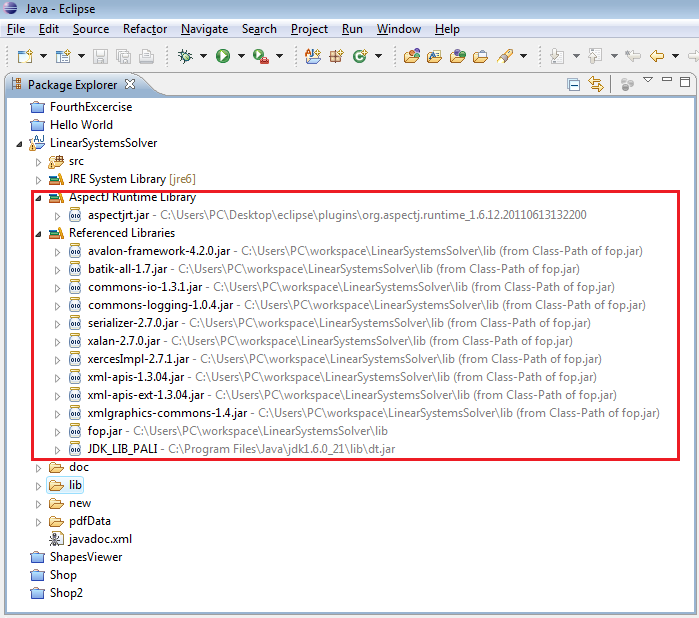 Java - Eclipse
File Edit Source Refactor Navigate Search Project Run Window Help
Package Explorer
FourthExcercise
Hello World
LinearSystemsSolver
src
JRE System Library [jre6]
AspectJ Runtime Library
aspectjrt.jar - C:\Users\PC\Desktop\eclipse\plugins\org.aspectj.runtime_1.6.12.20110613132200
Referenced Libraries
avalon-framework-4.2.0.jar - C:\Users\PC\workspace\LinearSystemsSolver\lib (from Class-Path of fop.jar)
batik-all-1.7.jar - C:\Users\PC\workspace\LinearSystemsSolver\lib (from Class-Path of fop.jar)
commons-io-1.3.1.jar - C:\Users\PC\workspace\LinearSystemsSolver\lib (from Class-Path of fop.jar)
commons-logging-1.0.4.jar - C:\Users\PC\workspace\LinearSystemsSolver\lib (from Class-Path of fop.jar)
serializer-2.7.0.jar - C:\Users\PC\workspace\LinearSystemsSolver\lib (from Class-Path of fop.jar)
xalan-2.7.0.jar - C:\Users\PC\workspace\LinearSystemsSolver\lib (from Class-Path of fop.jar)
xercesImpl-2.7.1.jar - C:\Users\PC\workspace\LinearSystemsSolver\lib (from Class-Path of fop.jar)
xml-apis-1.3.04.jar - C:\Users\PC\workspace\LinearSystemsSolver\lib (from Class-Path of fop.jar)
xml-apis-ext-1.3.04.jar - C:\Users\PC\workspace\LinearSystemsSolver\lib (from Class-Path of fop.jar)
xmlgraphics-commons-1.4.jar - C:\Users\PC\workspace\LinearSystemsSolver\lib (from Class-Path of fop.jar)
fop.jar - C:\Users\PC\workspace\LinearSystemsSolver\lib
JDK_LIB_PALI - C:\Program Files\Java\jdk1.6.0_21\lib\dt.jar
doc
lib
new
pdfData
javadoc.xml
ShapesViewer
Shop
Shop2